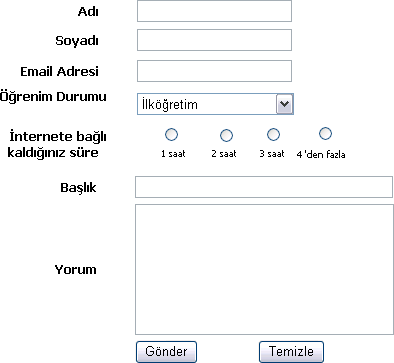 Adı
Soyadı
Email Adresi
Öğrenim Durumu
İlköğretim
İnternete bağlı
kaldığınız süre
1 saat 2 saat 3 saat 4 'den fazla
Başlık
Yorum
Gönder Temizle